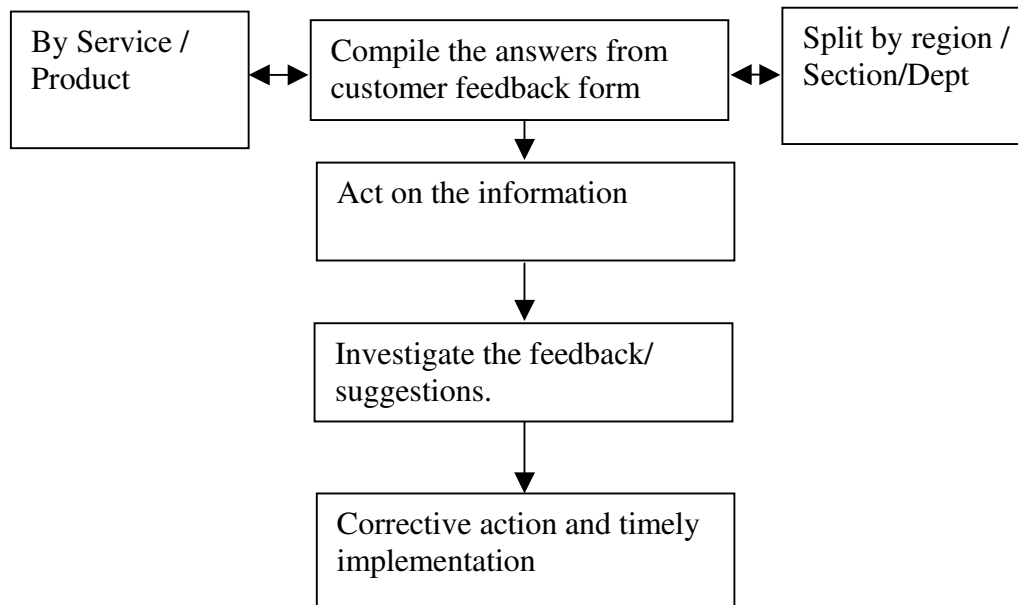 By Service /
Product
Compile the answers from
customer feedback form
Split by region /
Section/Dept
Act on the information
Investigate the feedback/
suggestions.
Corrective action and timely
implementation